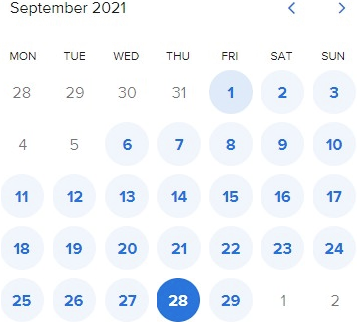 September 2021
MON TUE WED THU FRI SAT SUN
28 29 30 31 1 2 3
4 5 6 7 8 9 10
11 12 13 14 15 16 17
18 19 20 21 22 23 24
25 26 27 28 29 1 2